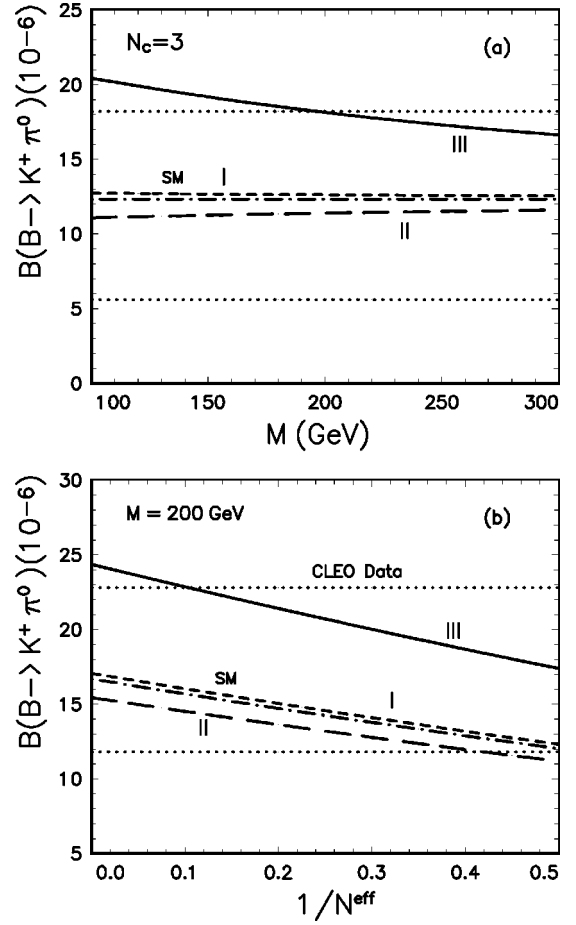 25
20
15
10
5
0
B(B−> K+ π0)(10−6)
Nc=3
(a)
III
SM
I
II
100
150
200
250
300
M (GeV)
30
25
20
15
10
5
B(B−> K+ π0)(10−6)
M = 200 GeV
(b)
CLEO Data
III
SM
I
II
0.0
0.1
0.2
0.3
0.4
0.5
1/Neff